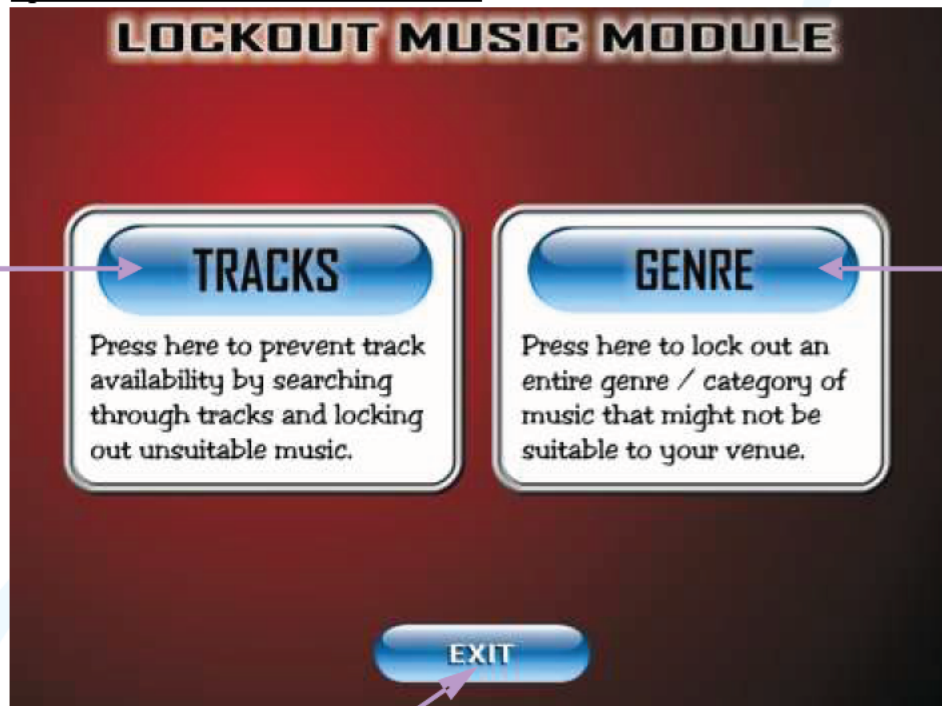 LOCKOUT MUSIC MODULE
TRACKS
Press here to prevent track
availability by searching
through tracks and locking
out unsuitable music.
GENRE
Press here to lock out an
entire genre / category of
music that might not be
suitable to your venue.
EXIT